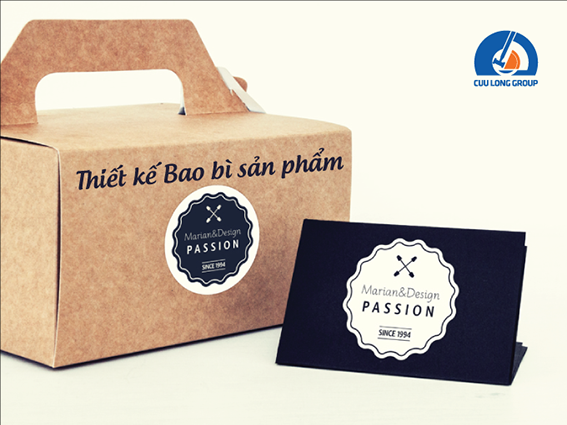 CUU LONG GROUP
Thiết kế Bao bì sản phẩm
Marian&Design
PASSION
SINCE 1994
Marian&Design
PASSION
SINCE 1994